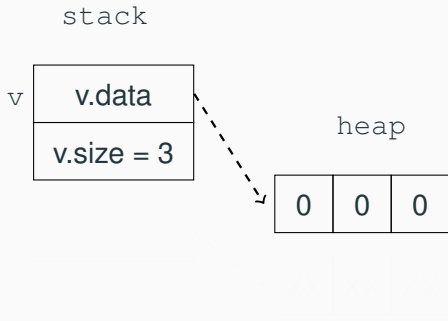 stack
v
v.data
v.size = 3
heap
0 0 0